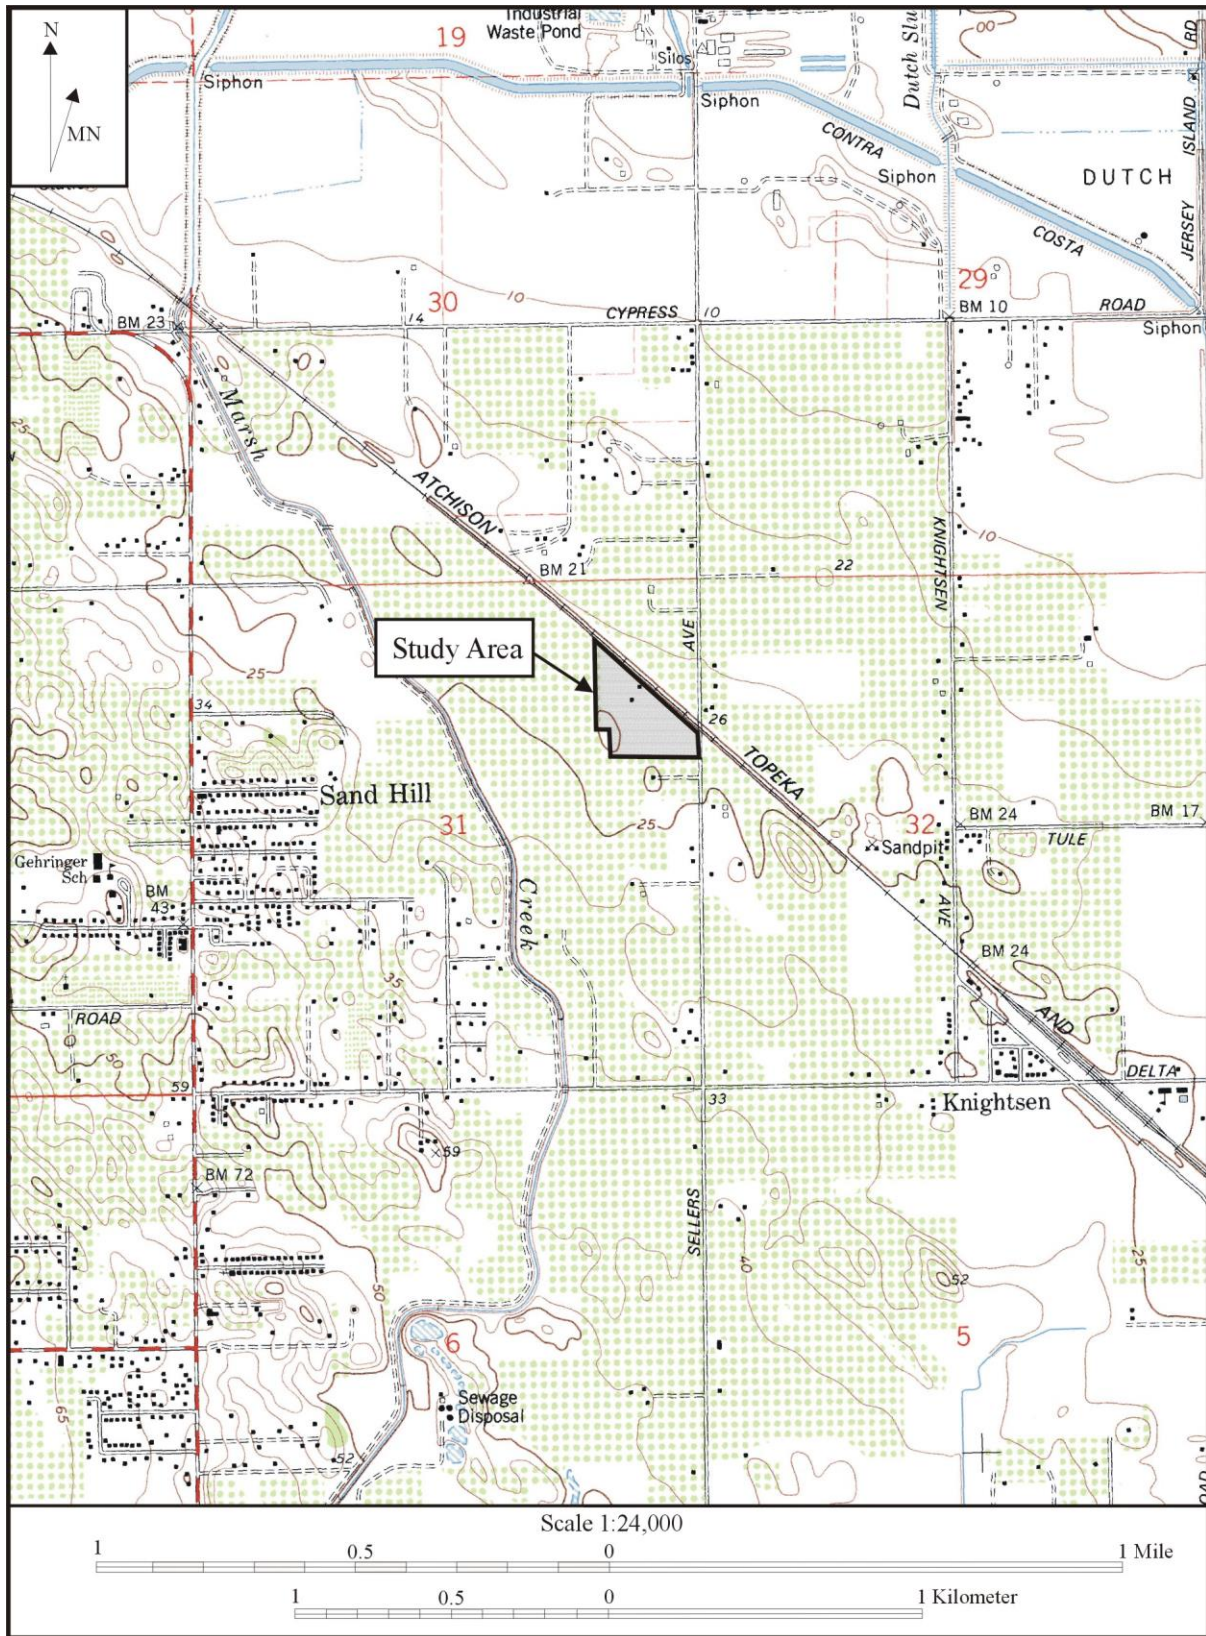 N
MN
19
Industrial
Waste Pond
Siphon
Silos
Siphon
Dutch Slu
00
RD
ISLAND
JERSEY
CONTRA
Siphon
DUTCH
COSTA
29
30
10
BM 23
14
CYPRESS
10
BM 10
ROAD
Siphon
Marsh
25
ATCHISON
KNIGHTSEN
10
BM 21
22
Study Area
AVE
25
34
26
TOPEKA
Sand Hill
31
25
32
BM 24
BM 17
TULE
Sandpit
Gehringer
Sch
BM
43
Creek
AVE
BM 24
35
ROAD
50
AND
59
DELTA
33
Knightsen
59
BM 72
SELLERS
40
25
52
50
6
5
Sewage
Disposal
65
52
OAD
Scale 1:24,000
1 0.5 0 1 Mile
1 0.5 0 1 Kilometer